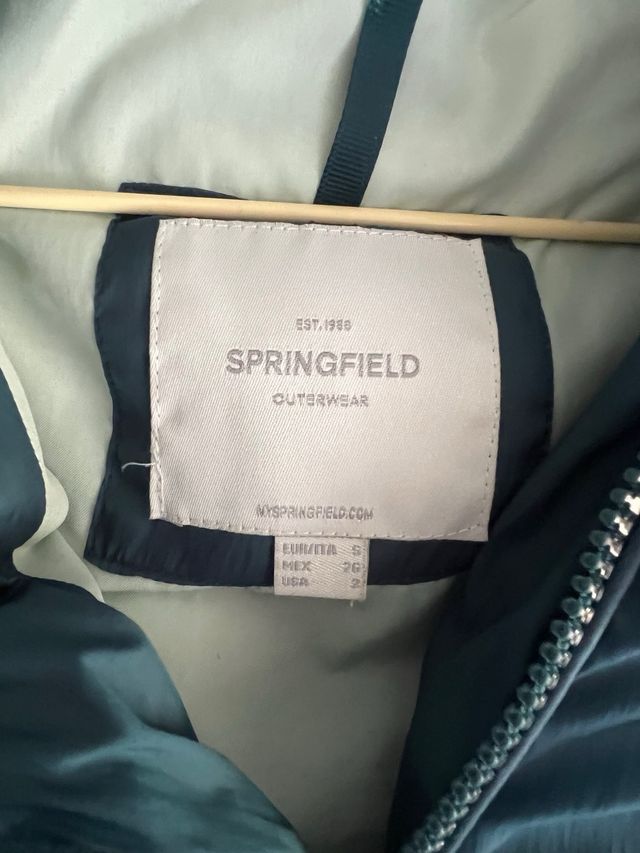 EST.1988
SPRINGFIELD
OUTERWEAR
MYSPRINGFIELD.COM
EUR/ITA S
MEX 26
USA 2